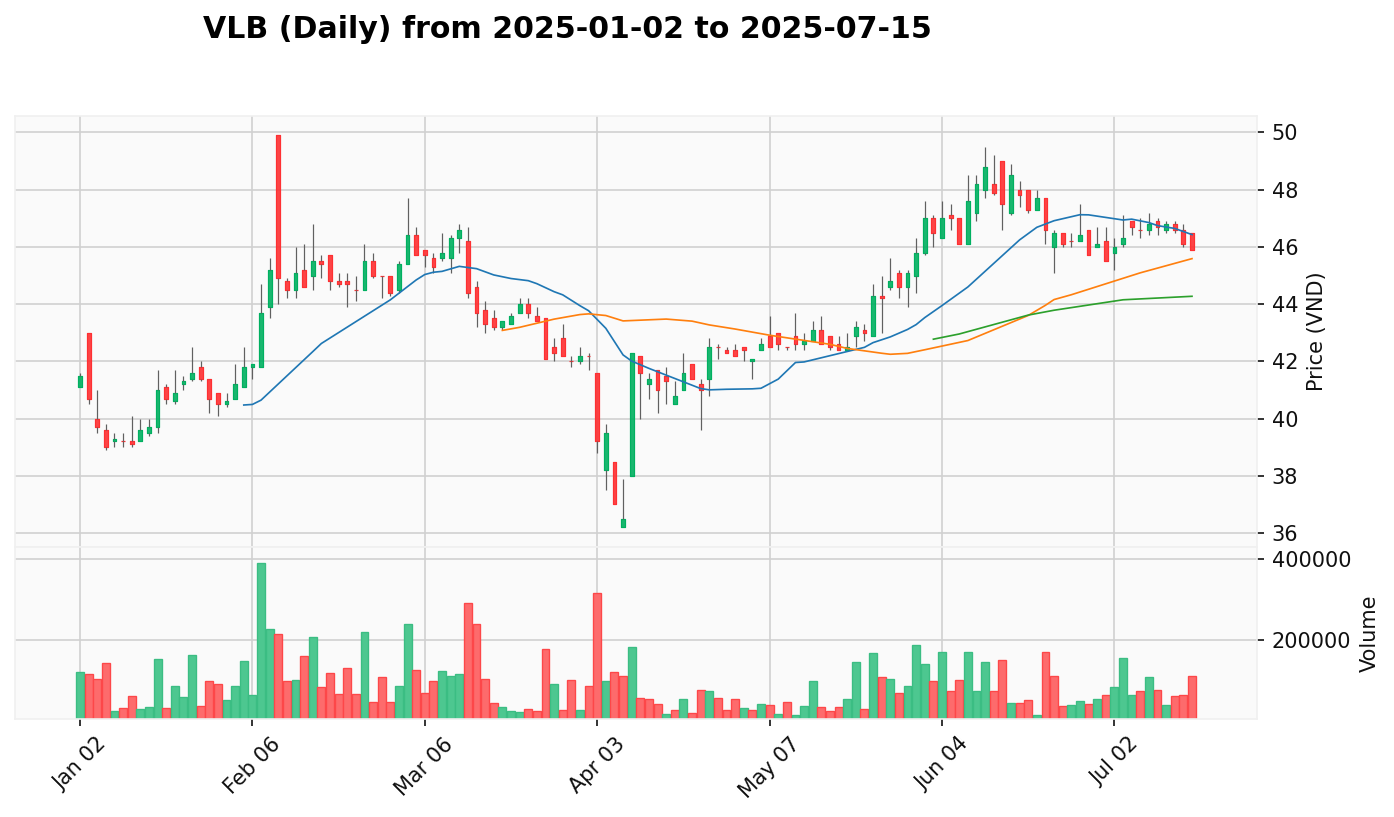 VLB (Daily) from 2025-01-02 to 2025-07-15
50
48
46
44
42
40
38
36
Price (VND)
400000
200000
Volume
Jan 02
Feb 06
Mar 06
Apr 03
May 07
Jun 04
Jul 02